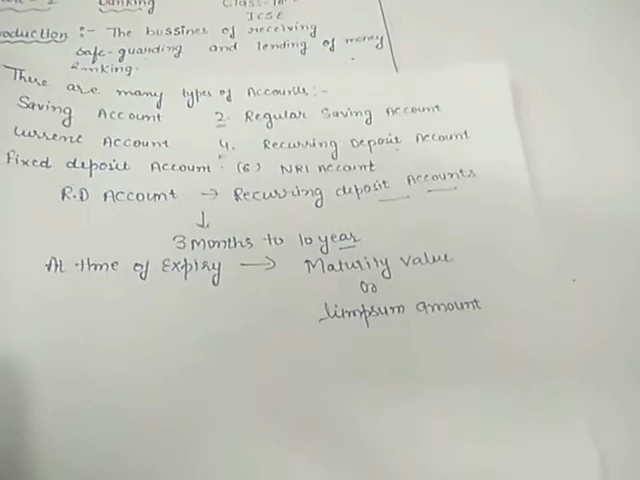 Banking Class-10
ICSE
oduction :- The bussines of receiving
safe-guarding and lending of money
Banking.
There are many types of Accounts:-
Saving Account 2. Regular Saving Account
Current Account 4. Recurring Deposit Account
Fixed deposit Account. (6) NRI Account
R.D Account → Recurring deposit Accounts
↓
3 Months to 10 year
At time of Expiry → Maturity value
or
limpsum amount